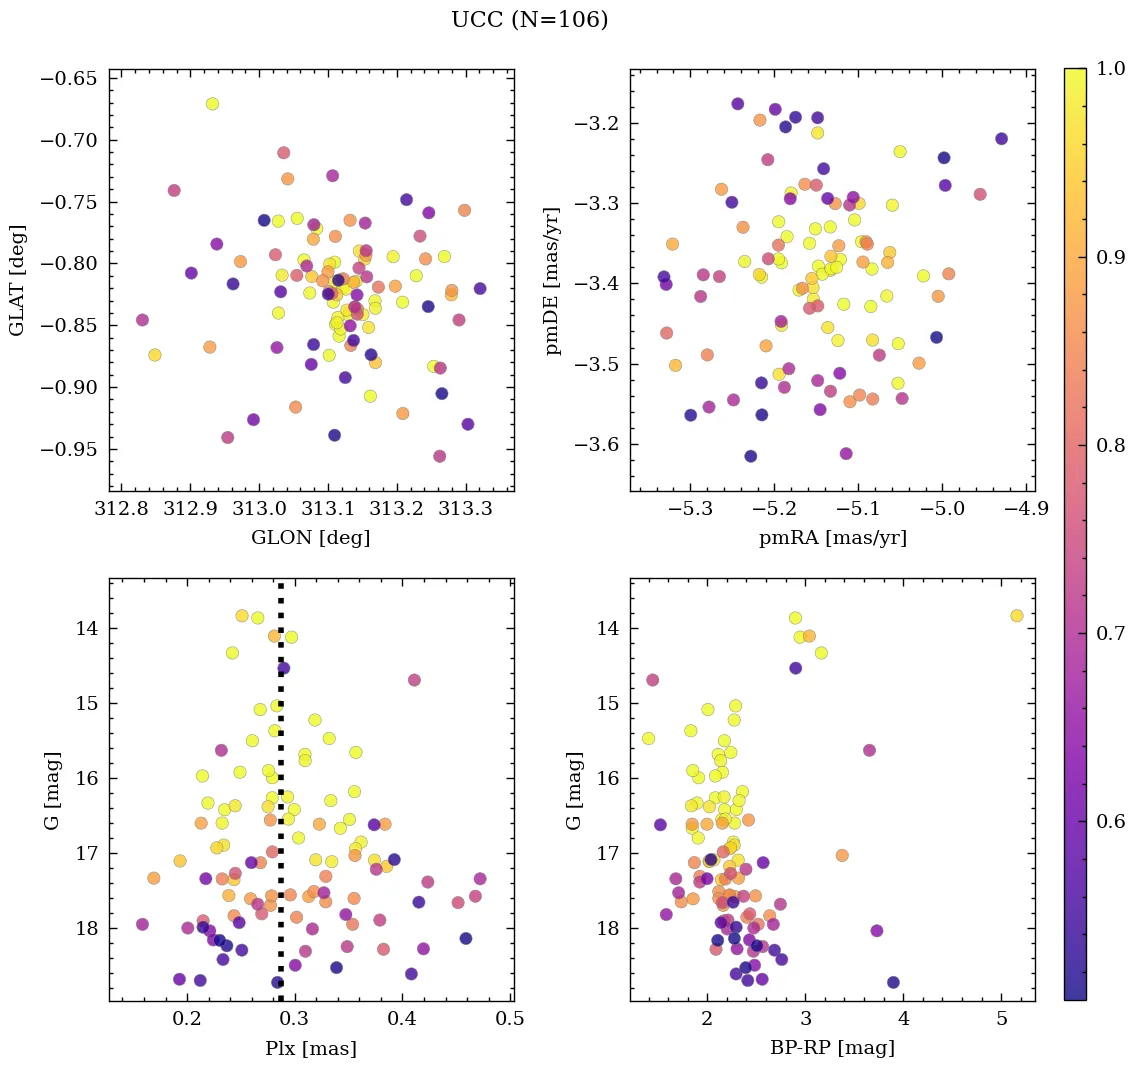 UCC (N=106)
−0.65
−0.70
−0.75
−0.80
−0.85
−0.90
−0.95
GLAT [deg]
312.8 312.9 313.0 313.1 313.2 313.3
GLON [deg]
−3.2
−3.3
−3.4
−3.5
−3.6
pmDE [mas/yr]
−5.3 −5.2 −5.1 −5.0 −4.9
pmRA [mas/yr]
14
15
16
17
18
G [mag]
0.2 0.3 0.4 0.5
Plx [mas]
14
15
16
17
18
G [mag]
2 3 4 5
BP-RP [mag]
1.0
0.9
0.8
0.7
0.6